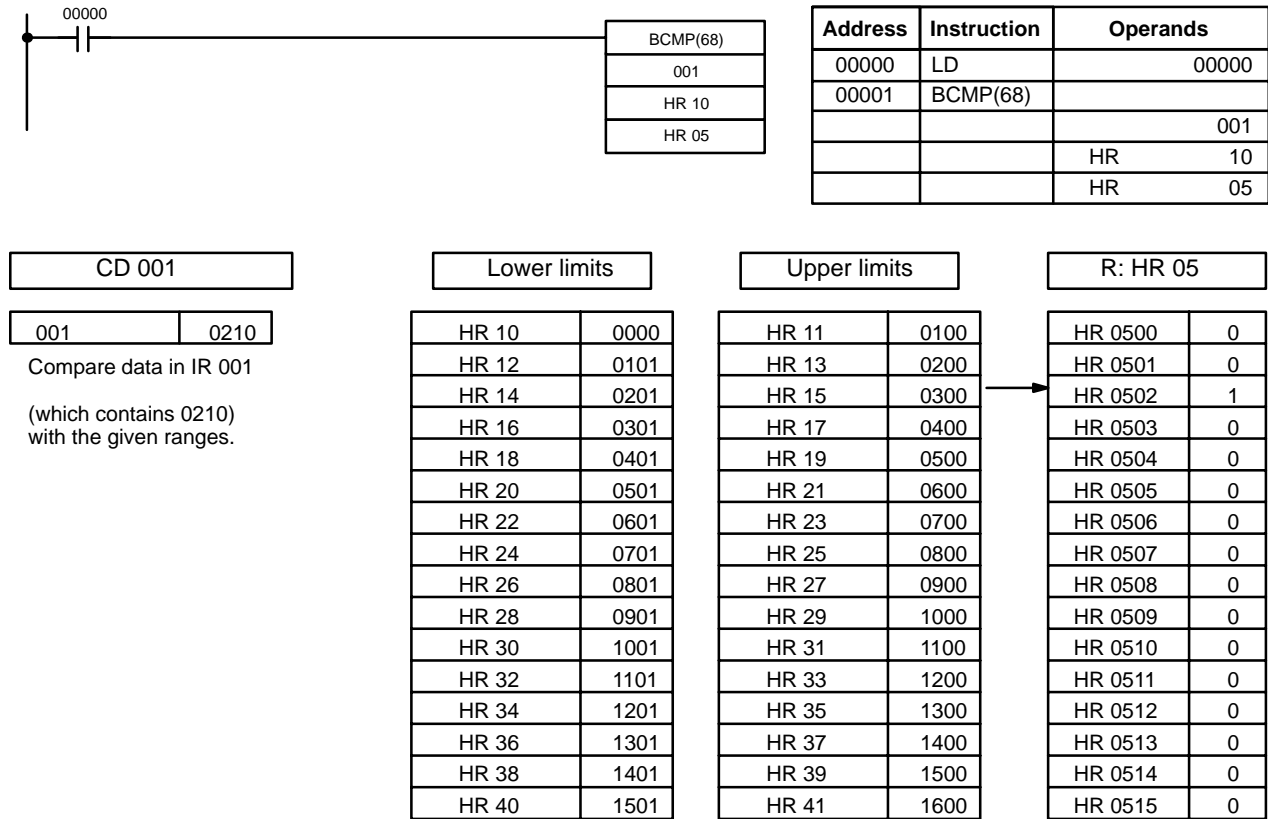 00000
BCMP(68)
001
HR 10
HR 05
Address Instruction Operands
00000 LD 00000
00001 BCMP(68)
001
HR 10
HR 05
CD 001 Lower limits Upper limits R: HR 05
001 0210
Compare data in IR 001
(which contains 0210)
with the given ranges.
HR 10 0000 HR 11 0100 HR 0500 0
HR 12 0101 HR 13 0200 HR 0501 0
HR 14 0201 HR 15 0300 HR 0502 1
HR 16 0301 HR 17 0400 HR 0503 0
HR 18 0401 HR 19 0500 HR 0504 0
HR 20 0501 HR 21 0600 HR 0505 0
HR 22 0601 HR 23 0700 HR 0506 0
HR 24 0701 HR 25 0800 HR 0507 0
HR 26 0801 HR 27 0900 HR 0508 0
HR 28 0901 HR 29 1000 HR 0509 0
HR 30 1001 HR 31 1100 HR 0510 0
HR 32 1101 HR 33 1200 HR 0511 0
HR 34 1201 HR 35 1300 HR 0512 0
HR 36 1301 HR 37 1400 HR 0513 0
HR 38 1401 HR 39 1500 HR 0514 0
HR 40 1501 HR 41 1600 HR 0515 0